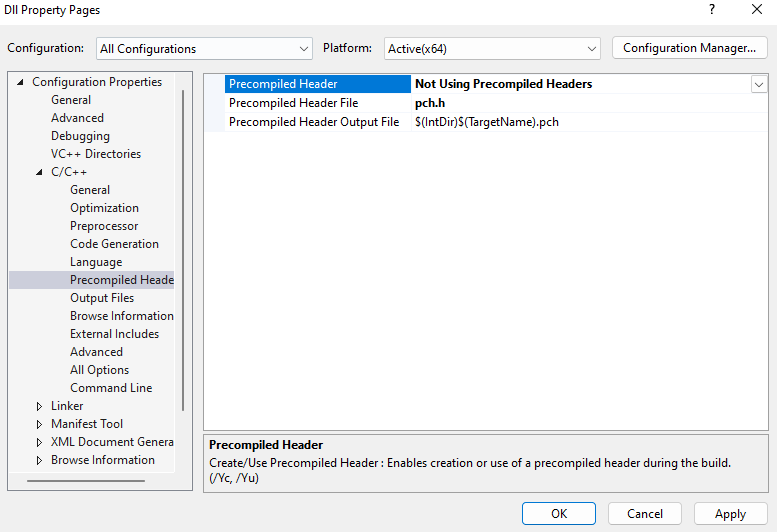 Dll Property Pages
?
Configuration: All Configurations Platform: Active(x64) Configuration Manager...
Configuration Properties
General
Advanced
Debugging
VC++ Directories
C/C++
General
Optimization
Preprocessor
Code Generation
Language
Precompiled Heade
Output Files
Browse Information
External Includes
Advanced
All Options
Command Line
Linker
Manifest Tool
XML Document Genera
Browse Information
Precompiled Header Not Using Precompiled Headers
Precompiled Header File pch.h
Precompiled Header Output File $(IntDir)$(TargetName).pch
Precompiled Header
Create/Use Precompiled Header : Enables creation or use of a precompiled header during the build.
(/Yc, /Yu)
OK Cancel Apply